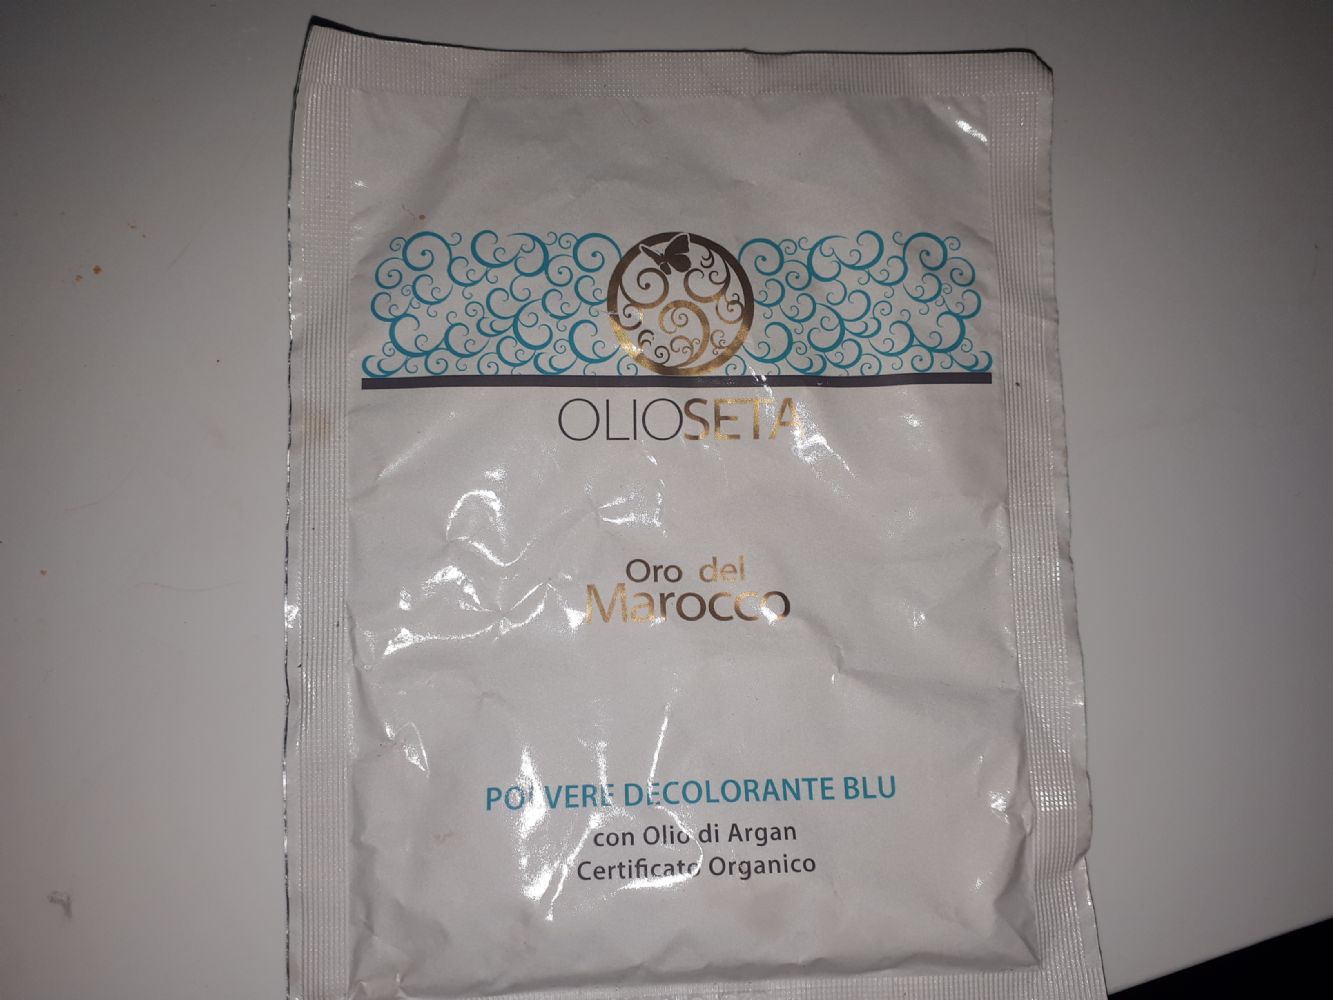 OLIOSETA
Oro del
Marocco
POLVERE DECOLORANTE BLU
con Olio di Argan
Certificato Organico